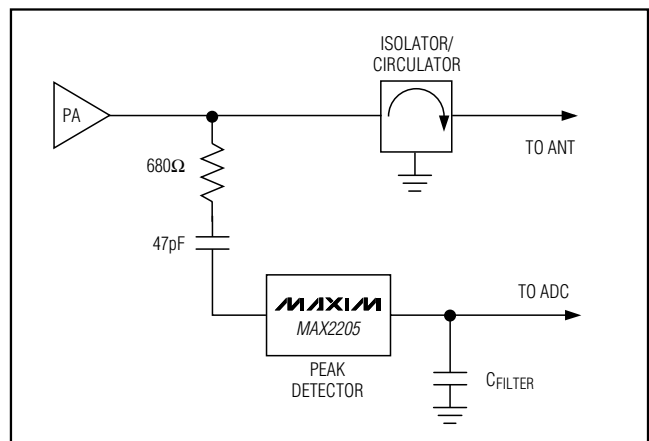 ISOLATOR/
CIRCULATOR
PA
TO ANT
680Ω
47pF
MAXIM
MAX2205
TO ADC
PEAK
DETECTOR
CFILTER